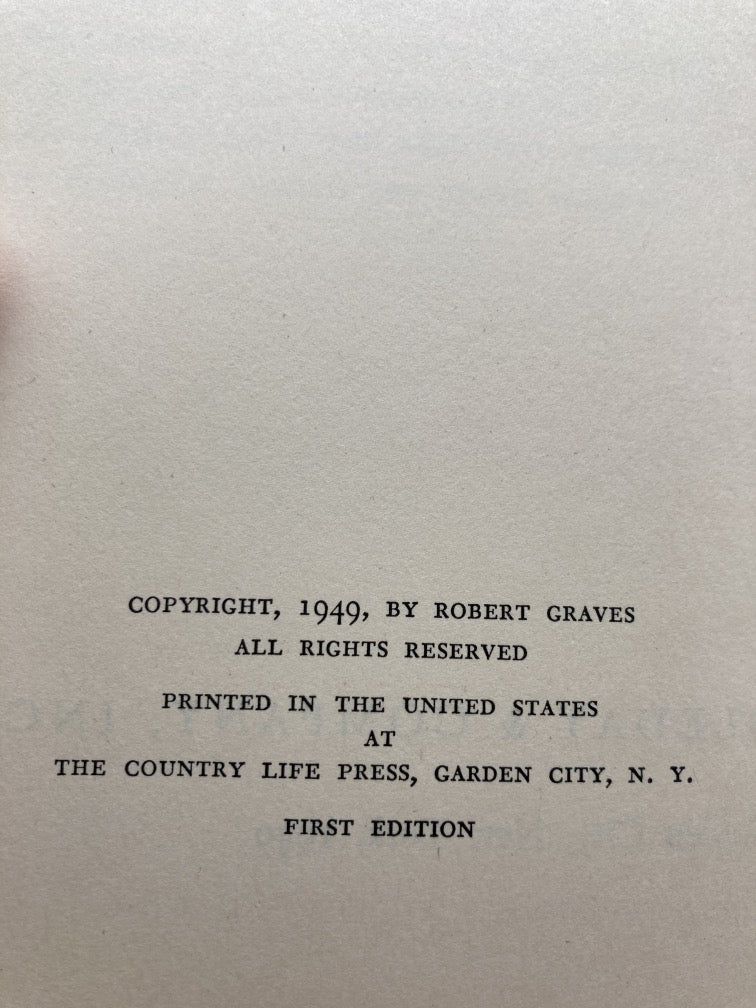 COPYRIGHT, 1949, BY ROBERT GRAVES
ALL RIGHTS RESERVED
PRINTED IN THE UNITED STATES
AT
THE COUNTRY LIFE PRESS, GARDEN CITY, N. Y.
FIRST EDITION